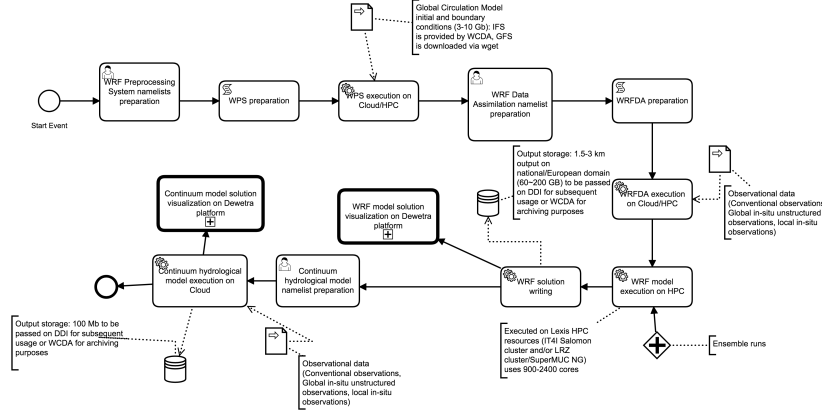 Global Circulation Model
initial and boundary
conditions (3-10 Gb): IFS
is provided by WCDA, GFS
is downloaded via wget
WRF Preprocessing
System namelists
preparation
WPS preparation
WPS execution on
Cloud/HPC
WRF Data
Assimilation namelist
preparation
WRFDA preparation
Start Event
Output storage: 1.5-3 km
output on
national/European domain
(60~200 GB) to be passed
on DDI for subsequent
usage or WCDA for
archiving purposes
WRFDA execution
on Cloud/HPC
Observational data
(Conventional observations
Global in-situ unstructured
observations, local in-situ
observations)
Continuum model solution
visualization on Dewetra
platform
WRF model solution
visualization on Dewetra
platform
Continuum hydrological
model execution on
Cloud
Continuum
hydrological model
namelist preparation
WRF solution
writing
WRF model
execution on HPC
Output storage: 100 Mb to be
passed on DDI for subsequent
usage or WCDA for archiving
purposes
Observational data
(Conventional observations,
Global in-situ unstructured
observations, local in-situ
observations)
Executed on Lexis HPC
resources (IT4I Salomon
cluster and/or LRZ
cluster/SuperMUC NG)
uses 900-2400 cores
Ensemble runs